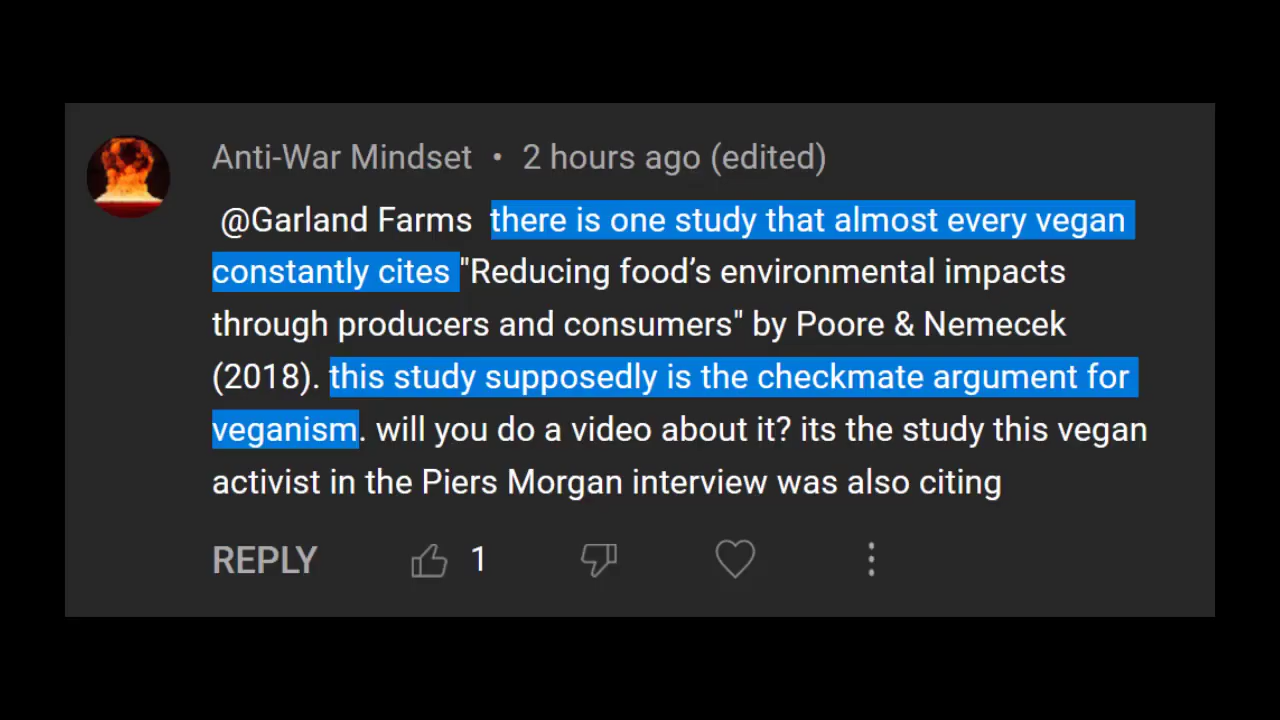 Anti-War Mindset • 2 hours ago (edited)
@Garland Farms there is one study that almost every vegan
constantly cites "Reducing food’s environmental impacts
through producers and consumers" by Poore & Nemecek
(2018). this study supposedly is the checkmate argument for
veganism. will you do a video about it? its the study this vegan
activist in the Piers Morgan interview was also citing
REPLY 1